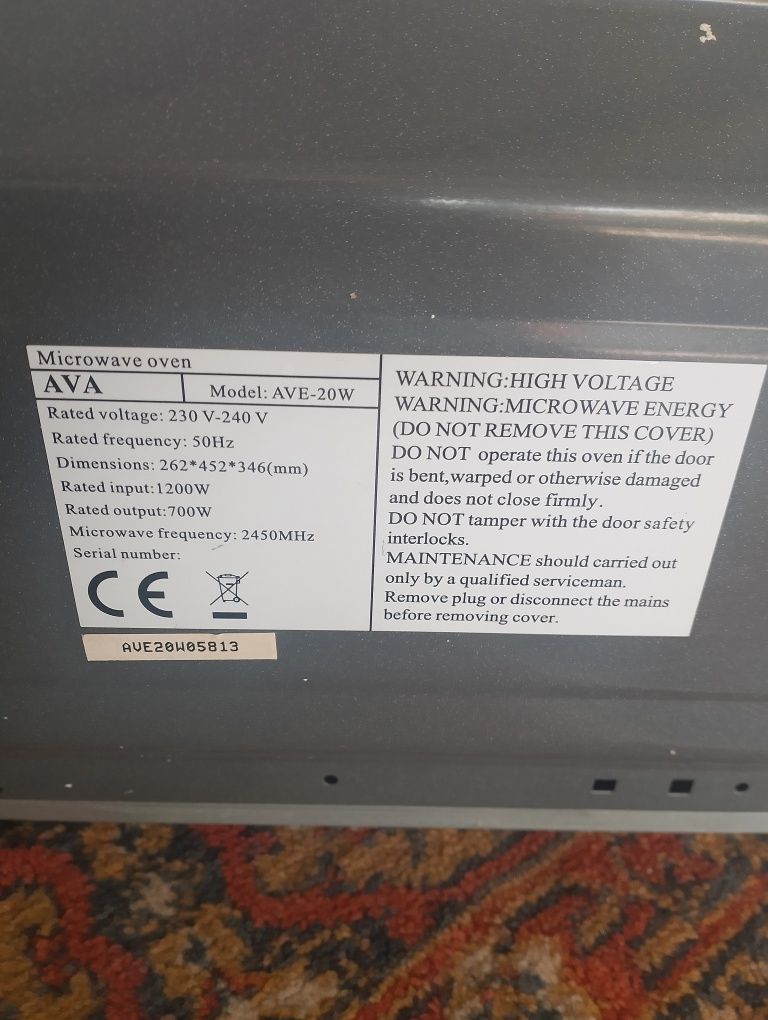 Microwave oven
AVA
Model: AVE-20W
Rated voltage: 230 V-240 V
Rated frequency: 50Hz
Dimensions: 262*452*346(mm)
Rated input:1200W
Rated output:700W
Microwave frequency: 2450MHz
Serial number:
CE
AVE20W05813
WARNING:HIGH VOLTAGE
WARNING:MICROWAVE ENERGY
(DO NOT REMOVE THIS COVER)
DO NOT operate this oven if the door
is bent,warped or otherwise damaged
and does not close firmly.
DO NOT tamper with the door safety
interlocks.
MAINTENANCE should carried out
only by a qualified serviceman.
Remove plug or disconnect the mains
before removing cover.